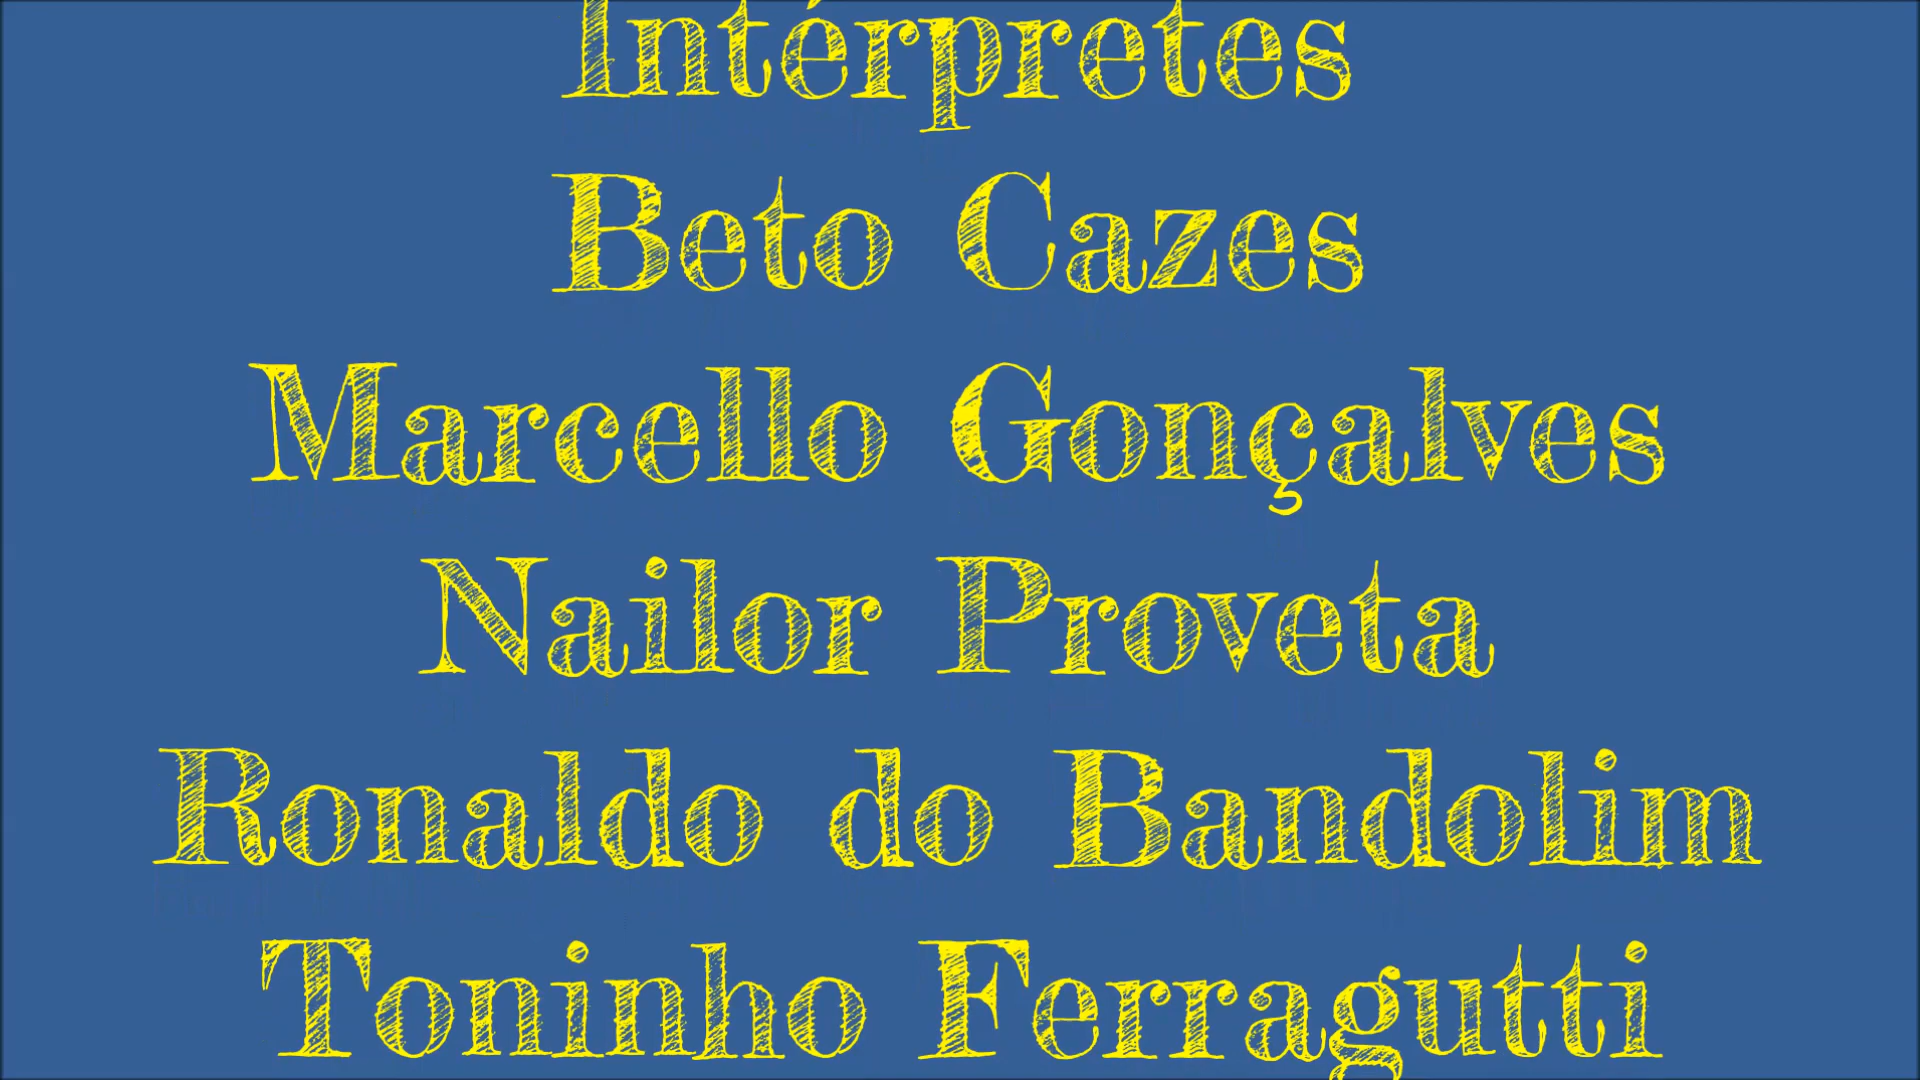 Intérpretes
Beto Cazes
Marcello Gonçalves
Nailor Proveta
Ronaldo do Bandolim
Toninho Ferragutti